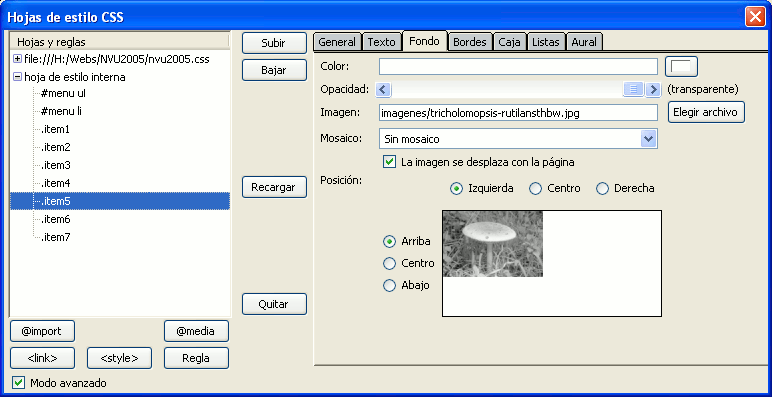 Hojas de estilo CSS
Hojas y reglas
file:///H:/Webs/NVU2005/nvu2005.css
hoja de estilo interna
#menu ul
#menu li
.item1
.item2
.item3
.item4
.item5
.item6
.item7
@import
@media
<link>
<style>
Regla
Modo avanzado
Subir
Bajar
Recargar
Quitar
General Texto Fondo Bordes Caja Listas Aural
Color:
Opacidad: (transparente)
Imagen: imagenes/tricholomopsis-rutilansthbw.jpg Elegir archivo
Mosaico: Sin mosaico
La imagen se desplaza con la página
Posición: Izquierda Centro Derecha
Arriba
Centro
Abajo